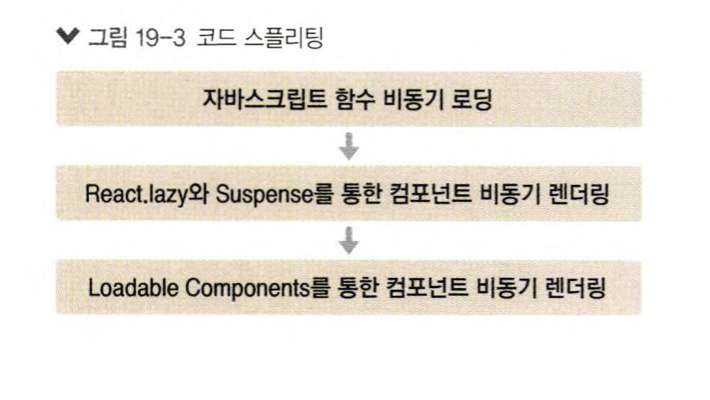 그림 19-3 코드 스플리팅
자바스크립트 함수 비동기 로딩
React.lazy와 Suspense를 통한 컴포넌트 비동기 렌더링
Loadable Components를 통한 컴포넌트 비동기 렌더링